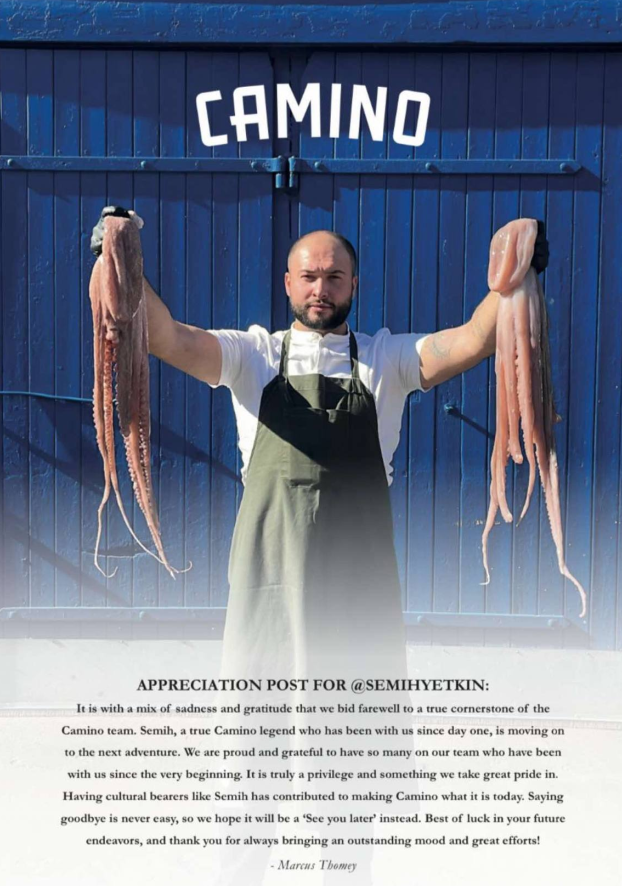 CAMINO
APPRECIATION POST FOR @SEMIHYETKIN:
It is with a mix of sadness and gratitude that we bid farewell to a true cornerstone of the
Camino team. Semih, a true Camino legend who has been with us since day one, is moving on
to the next adventure. We are proud and grateful to have so many on our team who have been
with us since the very beginning. It is truly a privilege and something we take great pride in.
Having cultural bearers like Semih has contributed to making Camino what it is today. Saying
goodbye is never easy, so we hope it will be a ‘See you later’ instead. Best of luck in your future
endeavors, and thank you for always bringing an outstanding mood and great efforts!
- Marcus Thomey